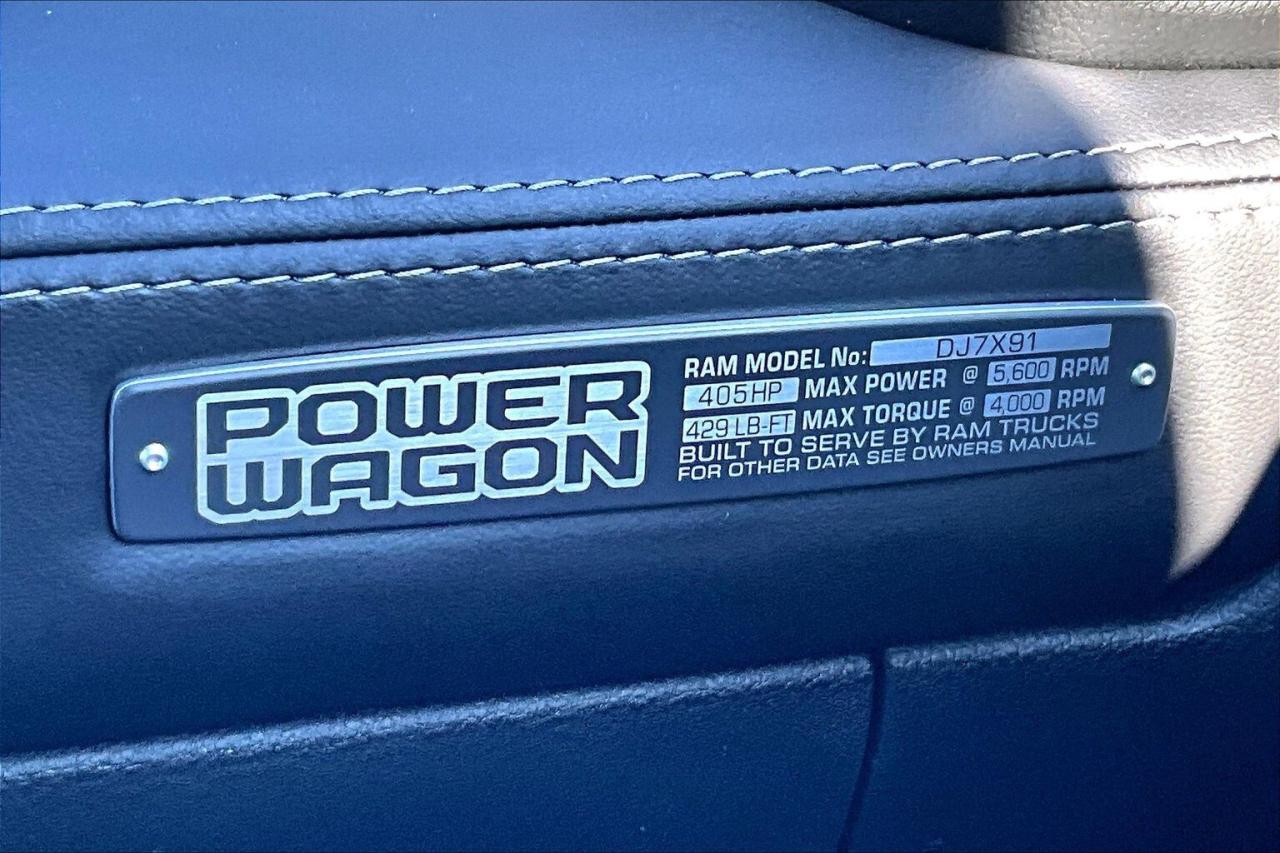 POWER
WAGON
RAM MODEL No: DJ7X91
405HP MAX POWER @ 5,600 RPM
429 LB-FT MAX TORQUE @ 4,000 RPM
BUILT TO SERVE BY RAM TRUCKS
FOR OTHER DATA SEE OWNERS MANUAL